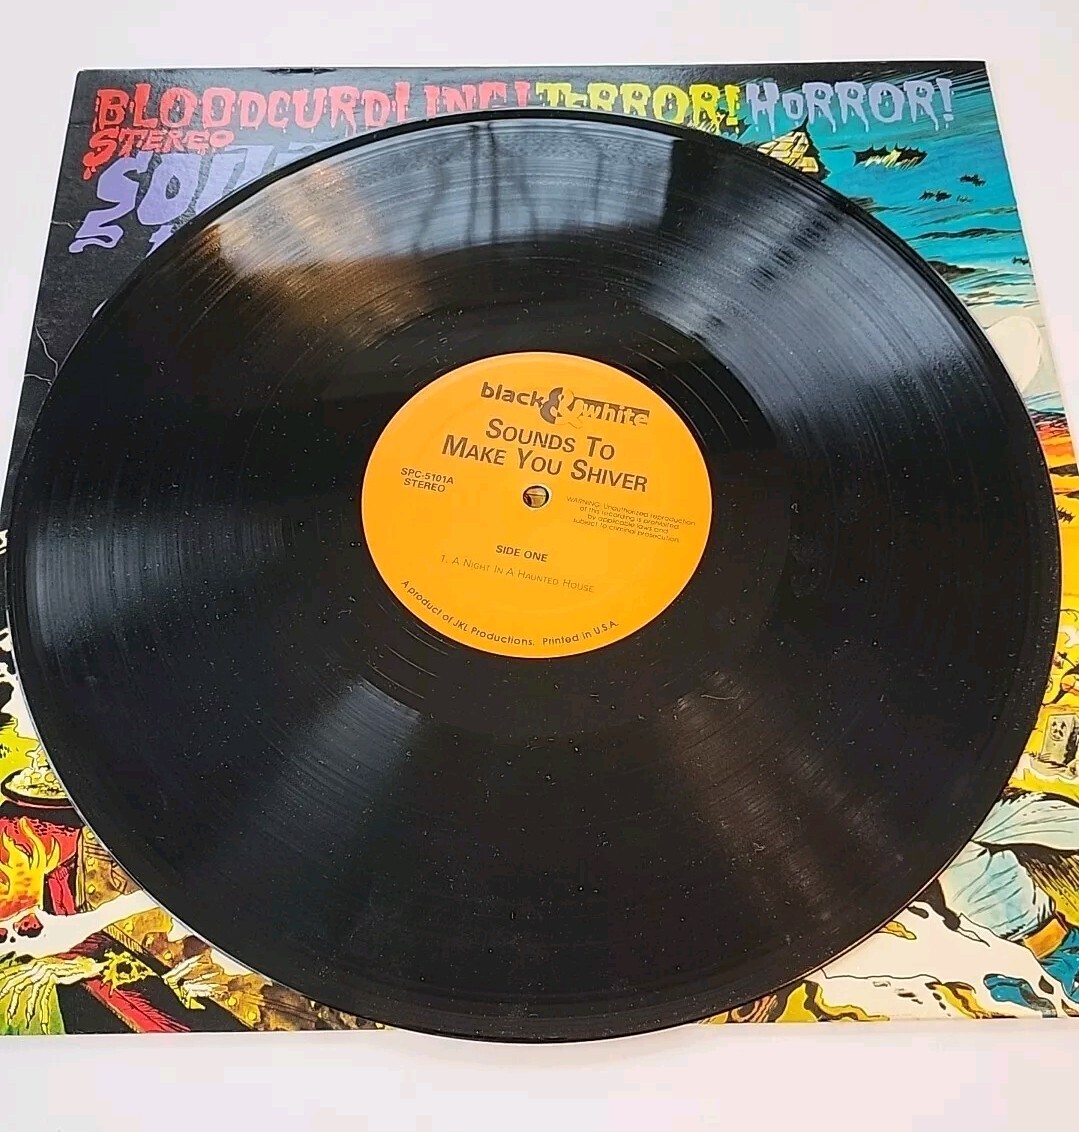 BLOODCURDLING! TERROR! HORROR!
STEREO
black & white
SOUNDS TO
MAKE YOU SHIVER
SPC-5101A
STEREO
WARNING: Unauthorized reproduction
of this recording is prohibited
by applicable laws and
subject to criminal prosecution.
SIDE ONE
1. A NIGHT IN A HAUNTED HOUSE
A product of JKL Productions. Printed in U.S.A.